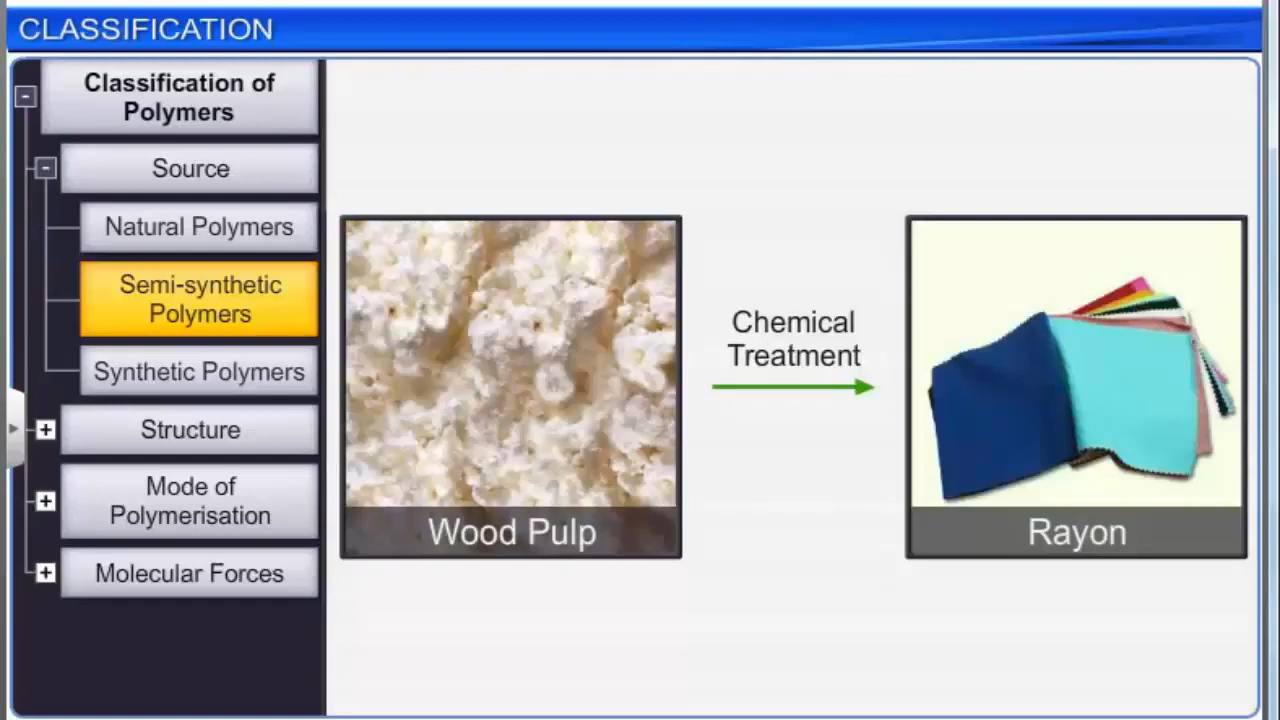 CLASSIFICATION
Classification of
Polymers
Source
Natural Polymers
Semi-synthetic
Polymers
Synthetic Polymers
Structure
Mode of
Polymerisation
Molecular Forces
Chemical
Treatment
Wood Pulp
Rayon